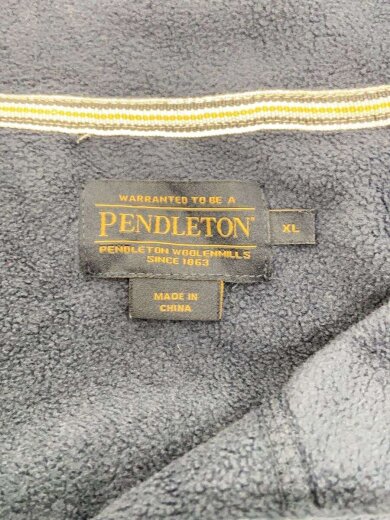 WARRANTED TO BE A
PENDLETON®
XL
PENDLETON WOOLEN MILLS
SINCE 1863
MADE IN
CHINA